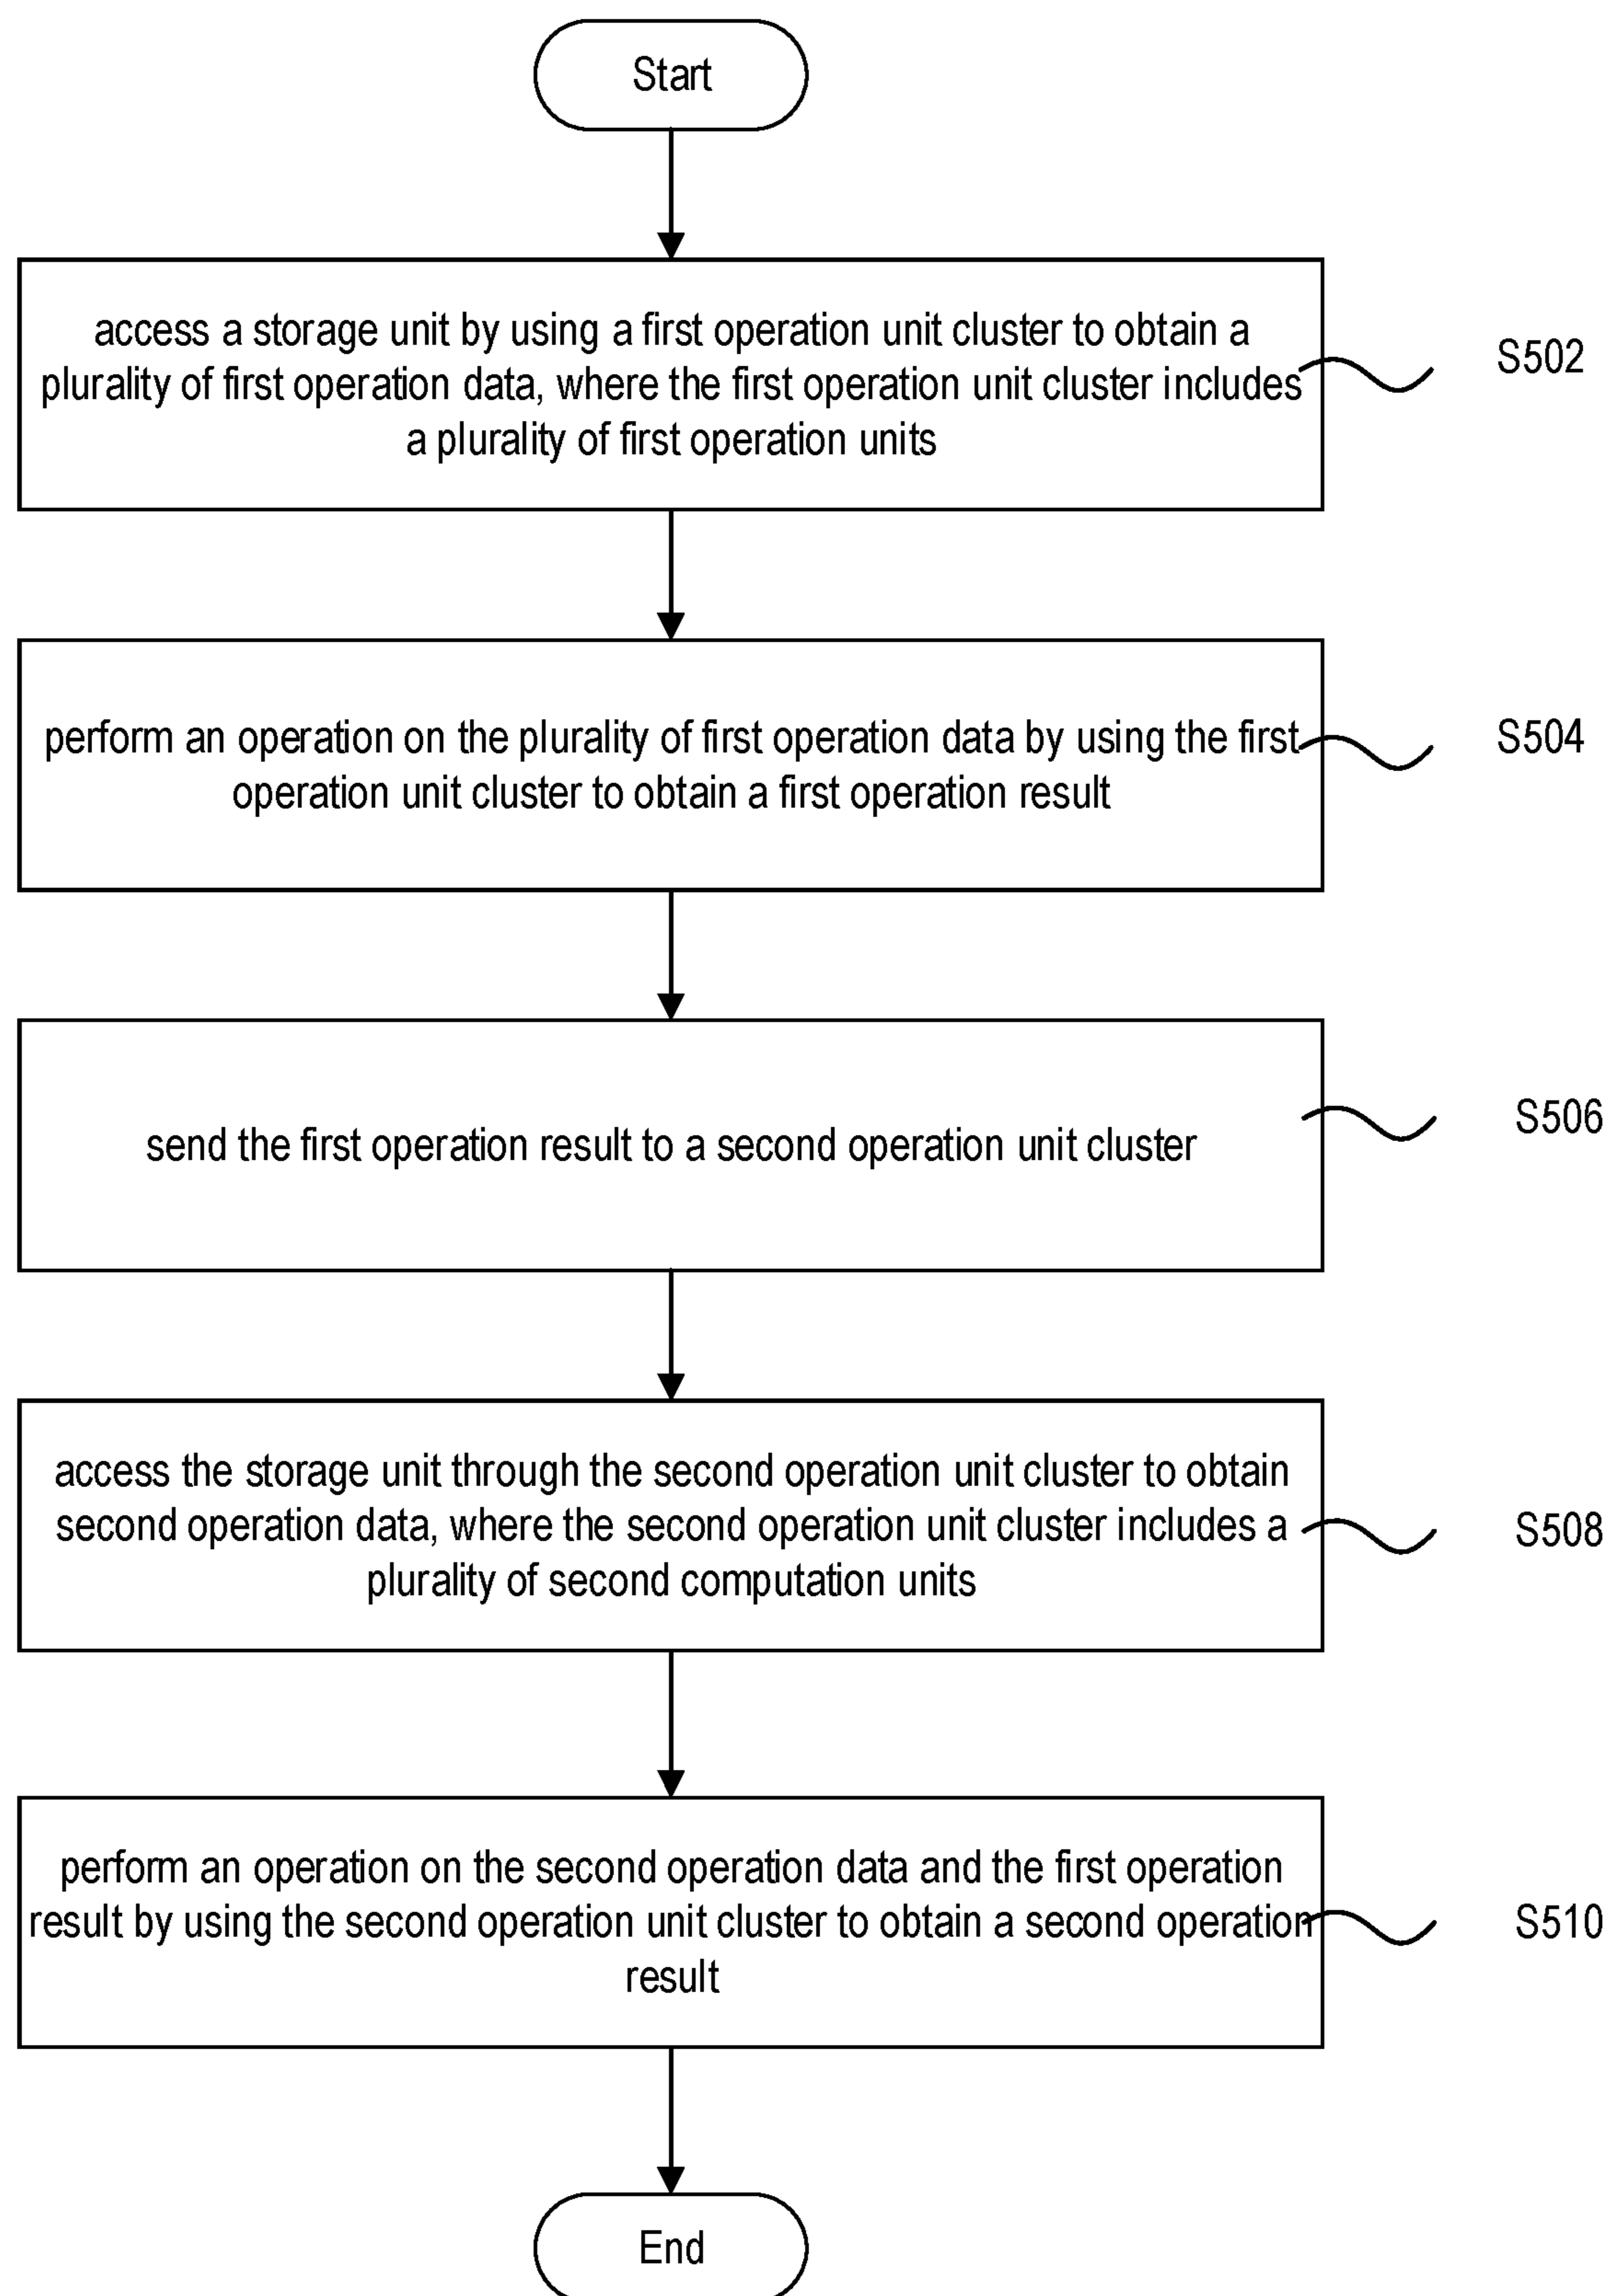 Start
access a storage unit by using a first operation unit cluster to obtain a
plurality of first operation data, where the first operation unit cluster includes
a plurality of first operation units
S502
perform an operation on the plurality of first operation data by using the first
operation unit cluster to obtain a first operation result
S504
send the first operation result to a second operation unit cluster
S506
access the storage unit through the second operation unit cluster to obtain
second operation data, where the second operation unit cluster includes a
plurality of second computation units
S508
perform an operation on the second operation data and the first operation
result by using the second operation unit cluster to obtain a second operation
result
S510
End